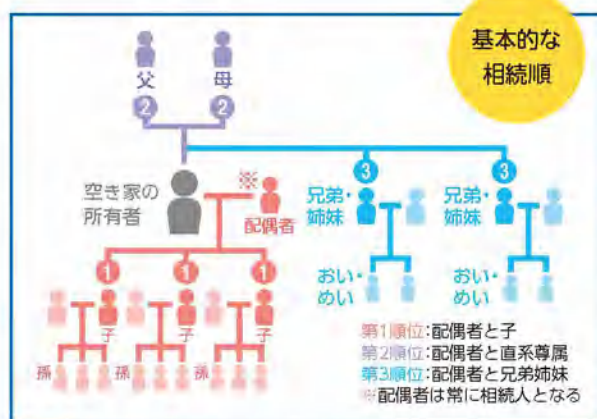 基本的な
相続順
父
母
2
2
3
3
空き家の
所有者
※
配偶者
兄弟・
姉妹
兄弟・
姉妹
1
1
1
おい・
めい
おい・
めい
子
子
子
孫
孫
孫
第1順位:配偶者と子
第2順位:配偶者と直系尊属
第3順位:配偶者と兄弟姉妹
※配偶者は常に相続人となる